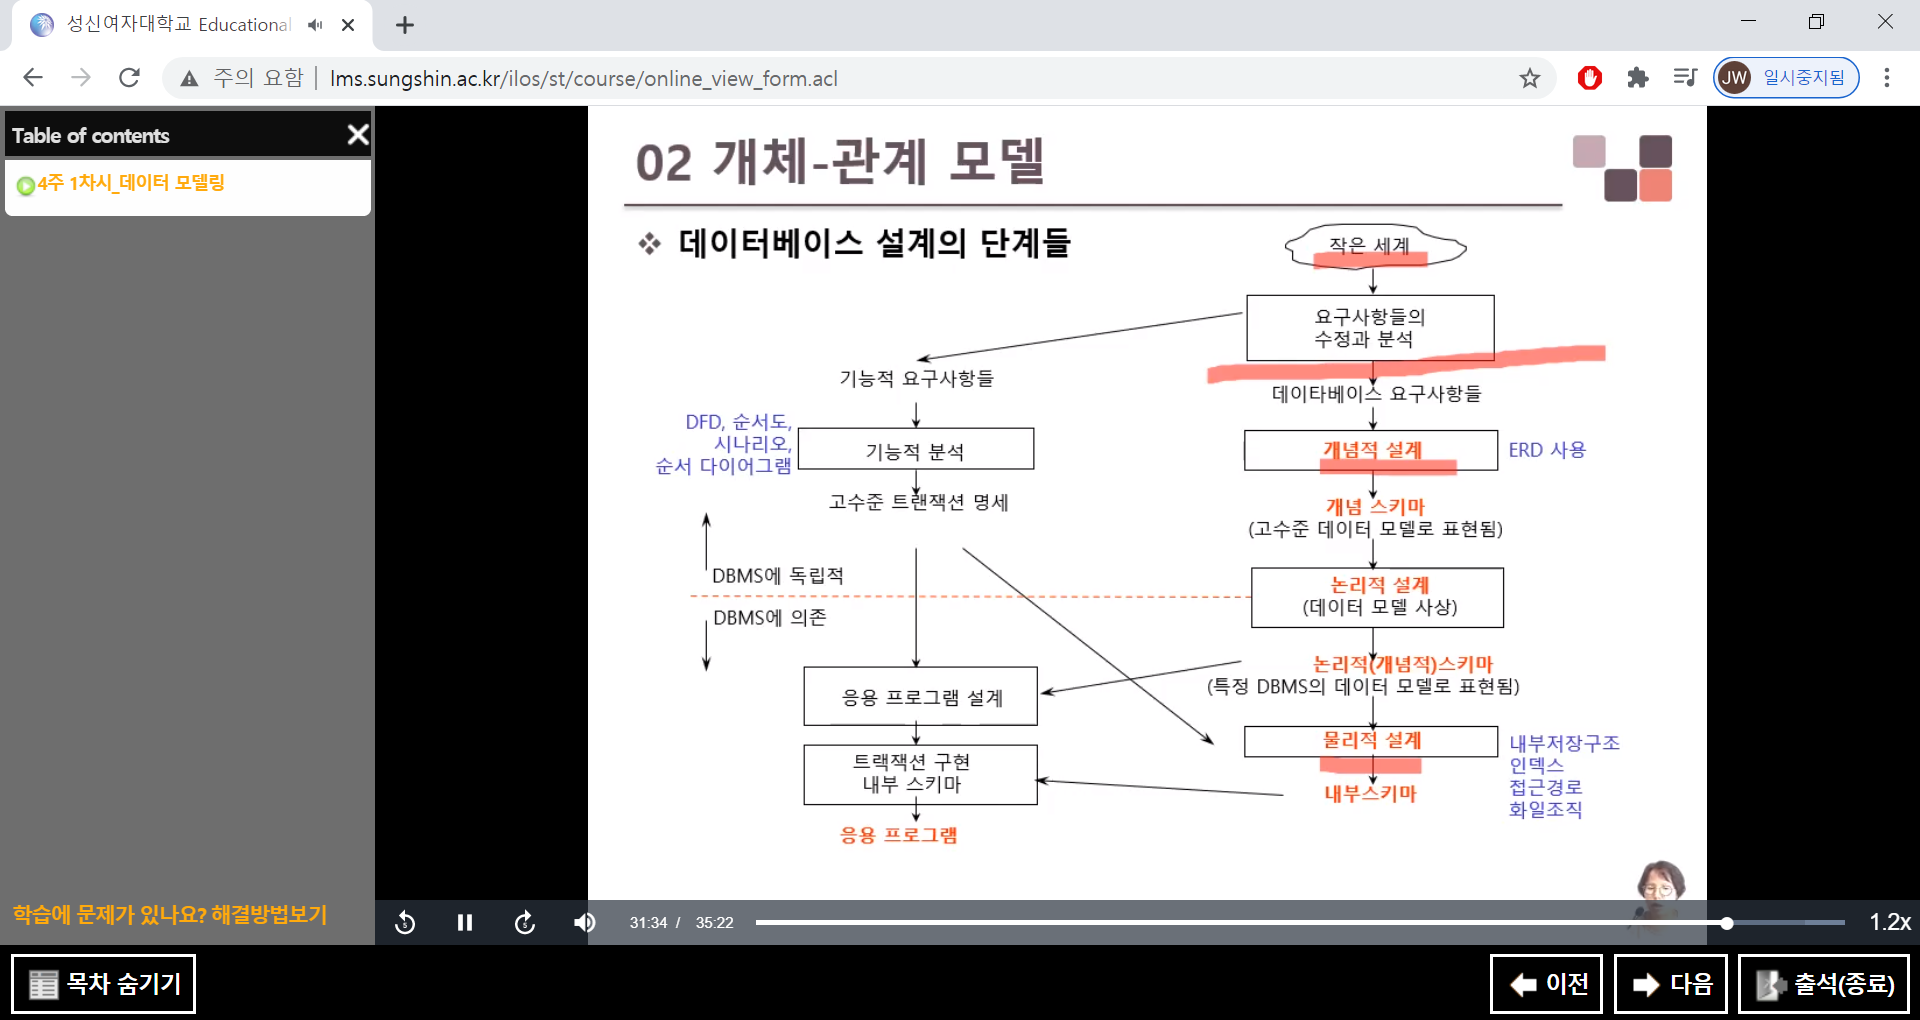 성신여자대학교 Educational
주의 요함
lms.sungshin.ac.kr/ilos/st/course/online_view_form.acl
JW
일시중지됨
Table of contents
4주 1차시_데이터 모델링
02 개체-관계 모델
데이터베이스 설계의 단계들
작은 세계
요구사항들의
수정과 분석
기능적 요구사항들
데이타베이스 요구사항들
DFD, 순서도,
시나리오,
순서 다이어그램
기능적 분석
개념적 설계
ERD 사용
고수준 트랜잭션 명세
개념 스키마
(고수준 데이터 모델로 표현됨)
DBMS에 독립적
논리적 설계
(데이터 모델 사상)
DBMS에 의존
논리적(개념적)스키마
(특정 DBMS의 데이터 모델로 표현됨)
응용 프로그램 설계
물리적 설계
내부저장구조
인덱스
접근경로
화일조직
트랙잭션 구현
내부 스키마
내부스키마
응용 프로그램
학습에 문제가 있나요? 해결방법보기
5
5
31:34 / 35:22
1.2x
목차 숨기기
이전
다음
출석(종료)